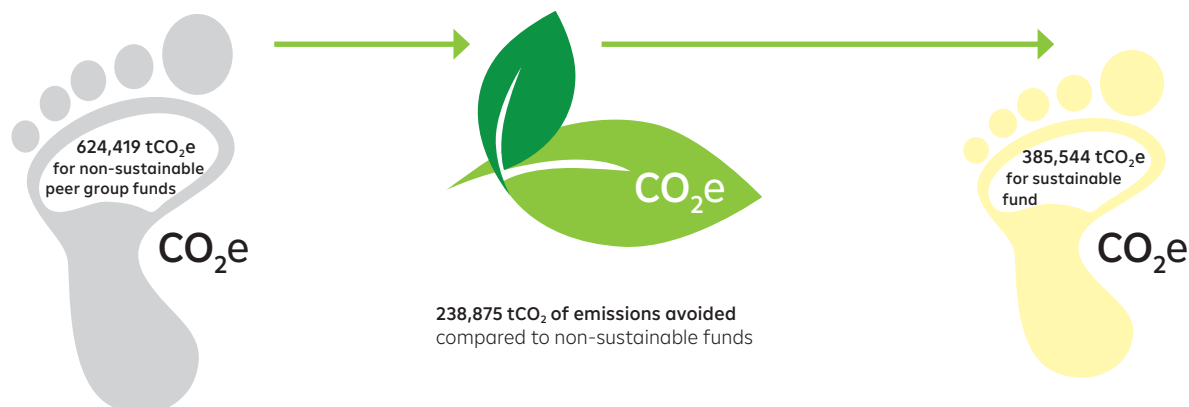 624,419 tCO₂e
for non-sustainable
peer group funds
CO₂e
CO₂e
385,544 tCO₂e
for sustainable
fund
CO₂e
238,875 tCO₂ of emissions avoided
compared to non-sustainable funds